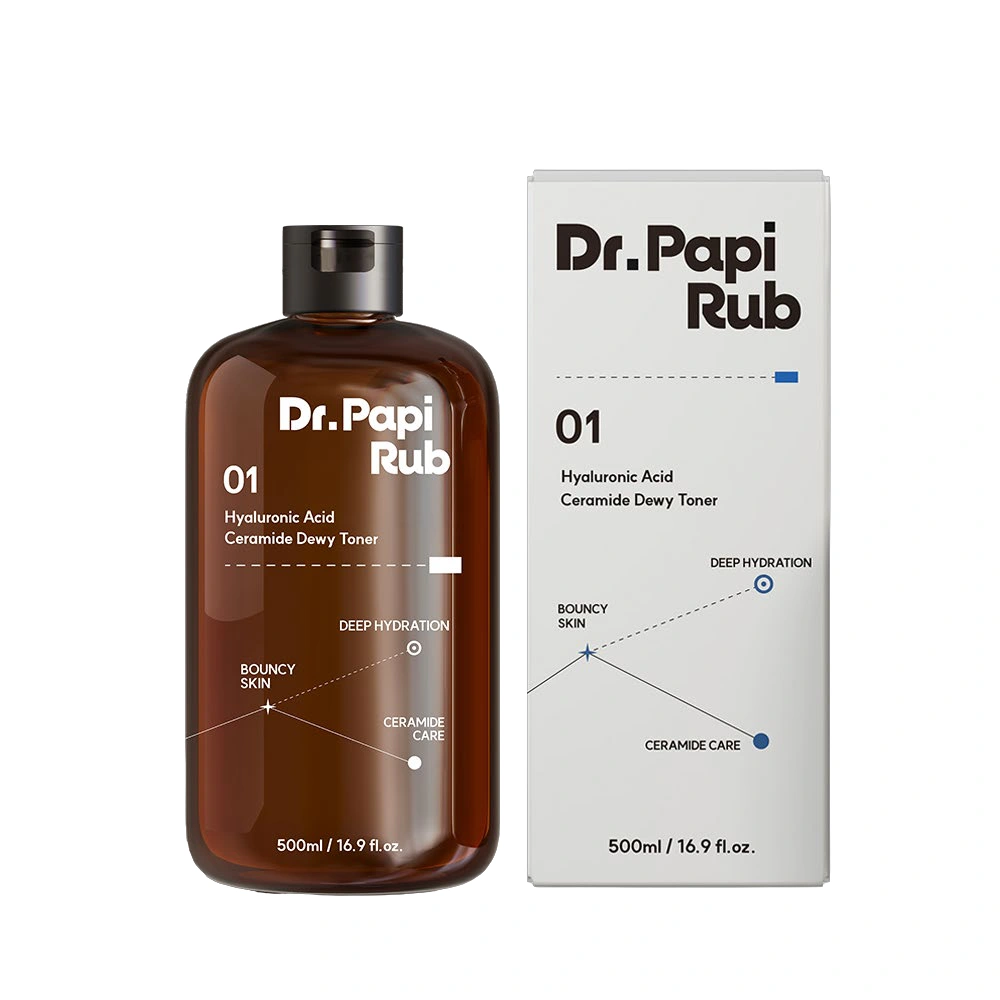 Dr.Papi
Rub
01
Hyaluronic Acid
Ceramide Dewy Toner
DEEP HYDRATION
BOUNCY
SKIN
CERAMIDE
CARE
500ml / 16.9 fl.oz.
Dr.Papi
Rub
01
Hyaluronic Acid
Ceramide Dewy Toner
DEEP HYDRATION
BOUNCY
SKIN
CERAMIDE CARE
500ml / 16.9 fl.oz.